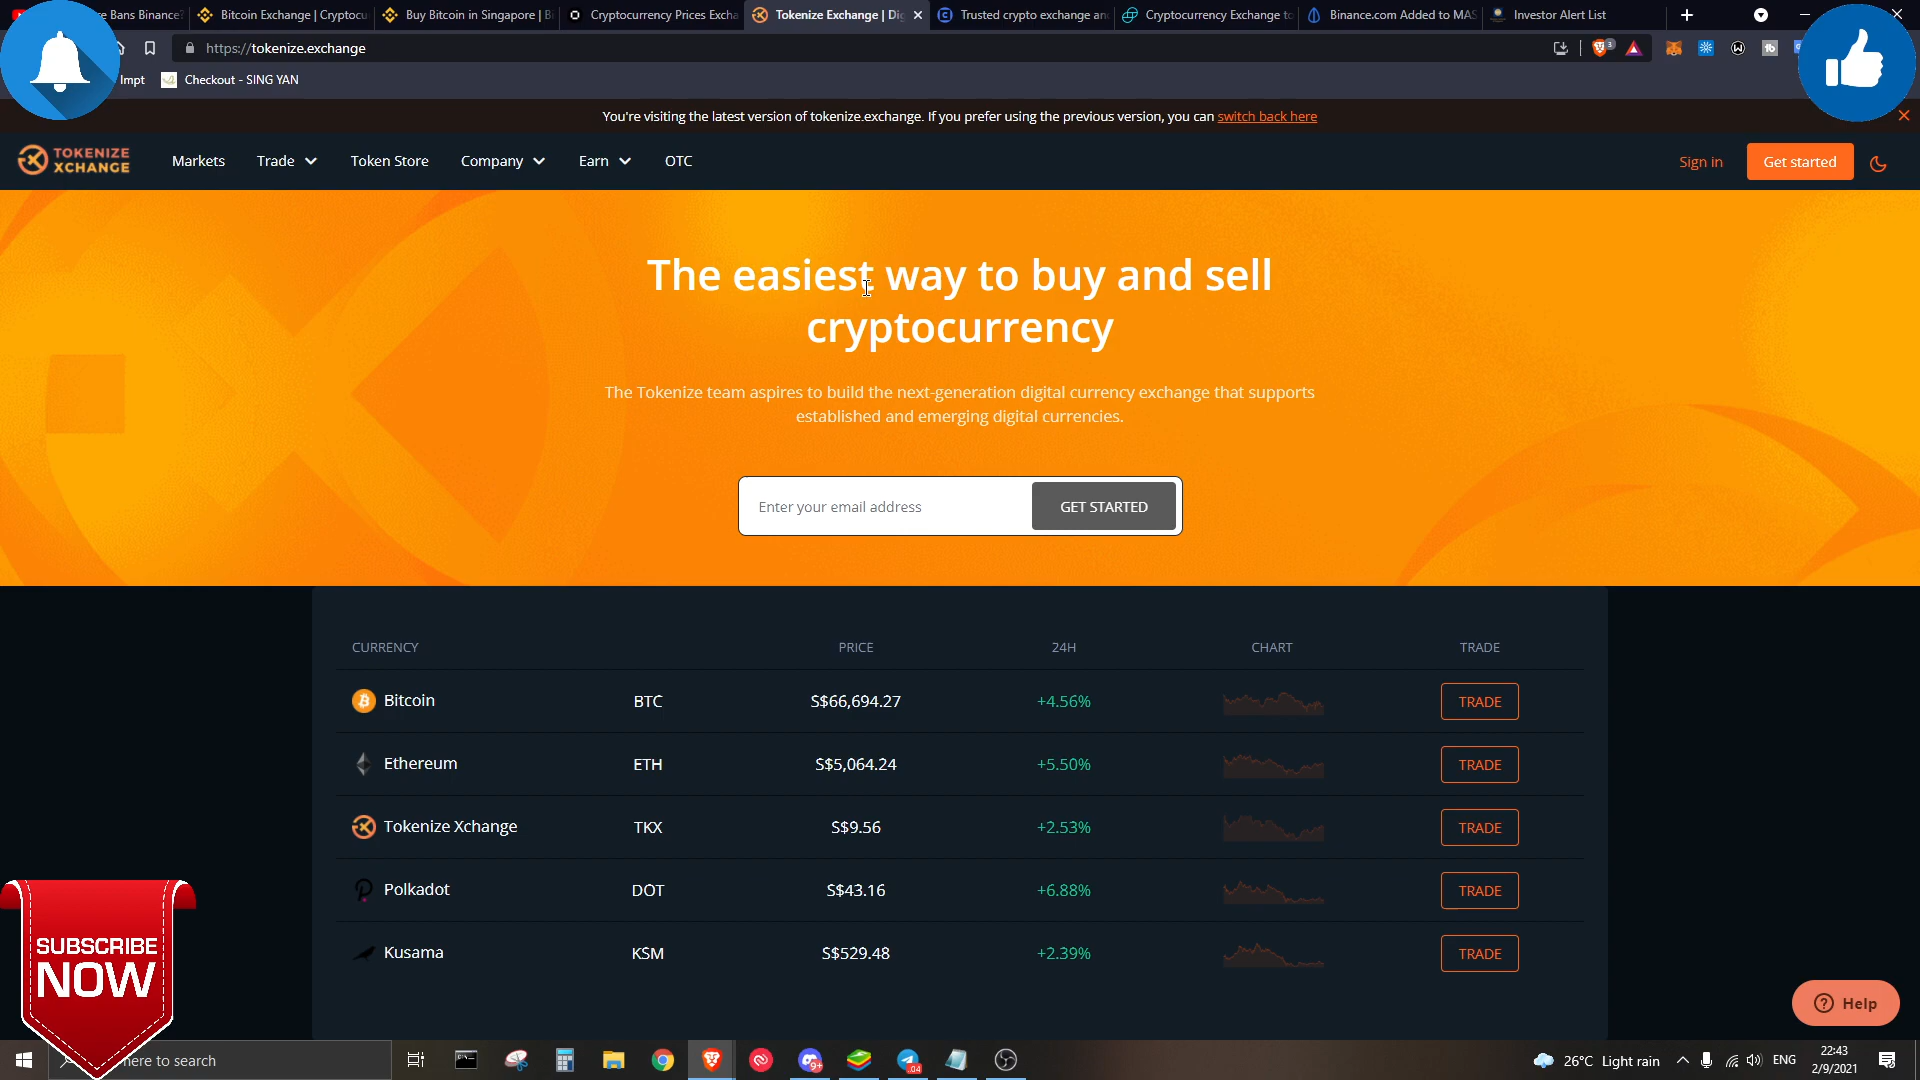 ce Bans Binance?
Bitcoin Exchange | Cryptocu
Buy Bitcoin in Singapore | B
Cryptocurrency Prices Excha
Tokenize Exchange | Dig
Trusted crypto exchange an
Cryptocurrency Exchange to
Binance.com Added to MAS
Investor Alert List
https://tokenize.exchange
3
Impt
Checkout - SING YAN
You're visiting the latest version of tokenize.exchange. If you prefer using the previous version, you can switch back here
TOKENIZE
XCHANGE
Markets
Trade
Token Store
Company
Earn
OTC
Sign in
Get started
The easiest way to buy and sell
cryptocurrency
The Tokenize team aspires to build the next-generation digital currency exchange that supports
established and emerging digital currencies.
Enter your email address
GET STARTED
CURRENCY PRICE 24H CHART TRADE
Bitcoin BTC S$66,694.27 +4.56% TRADE
Ethereum ETH S$5,064.24 +5.50% TRADE
Tokenize Xchange TKX S$9.56 +2.53% TRADE
Polkadot DOT S$43.16 +6.88% TRADE
Kusama KSM S$529.48 +2.39% TRADE
SUBSCRIBE
NOW
Help
here to search
26°C Light rain
ENG
22:43
2/9/2021